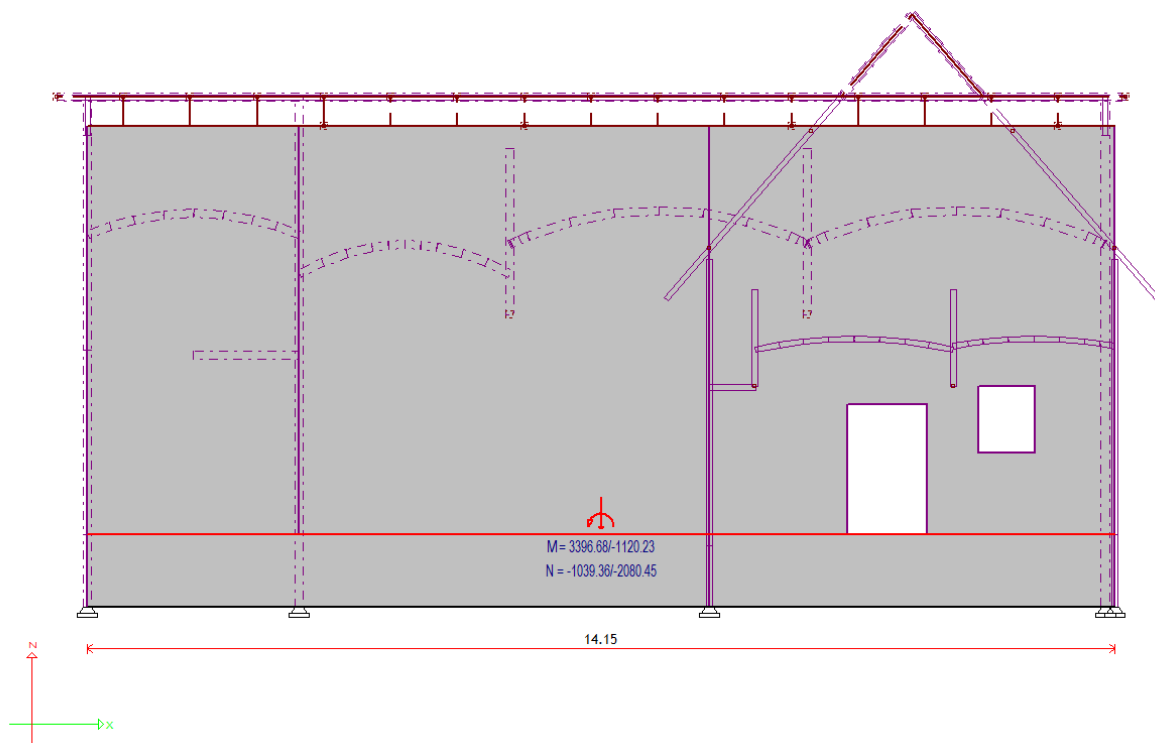 M = 3396.68/-1120.23
N = -1039.36/-2080.45
14.15
Z
X